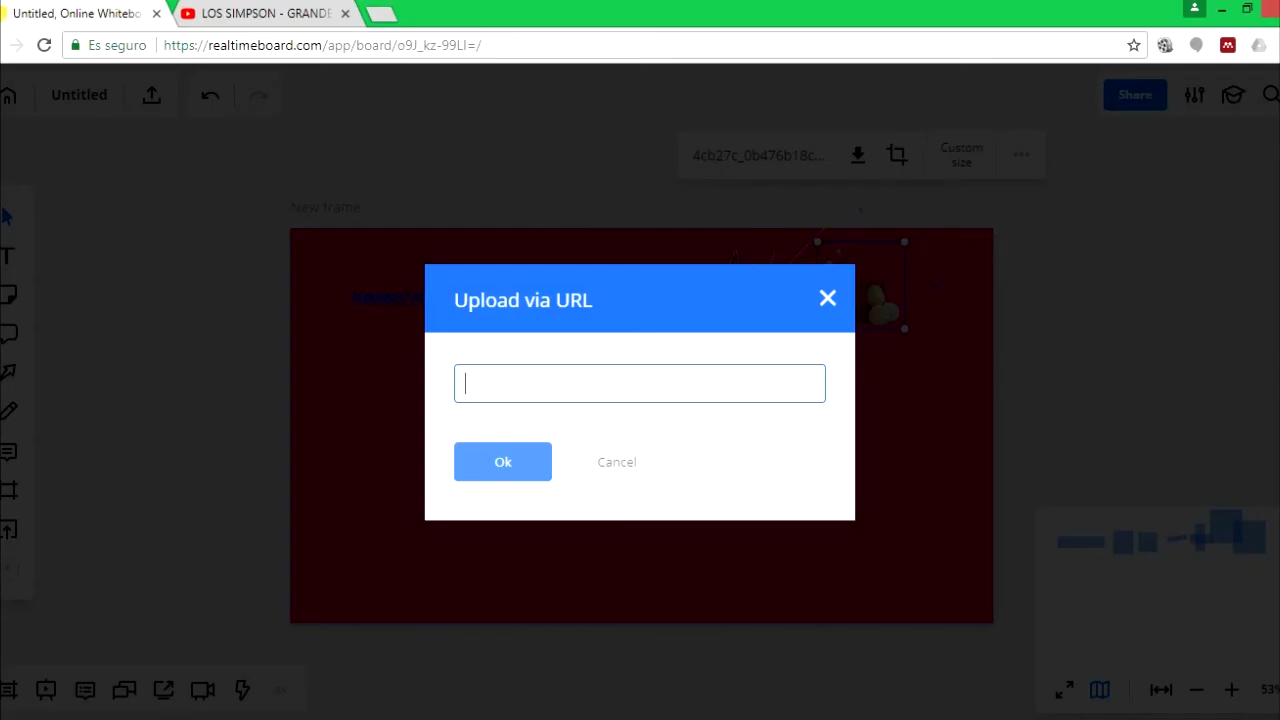 Untitled, Online Whitebo
LOS SIMPSON - GRANDE
Es seguro
https://realtimeboard.com/app/board/o9J_kz-99LI=/
Untitled
Share
4cb27c_0b476b18c...
Custom
size
New frame
Upload via URL
Ok
Cancel
53%